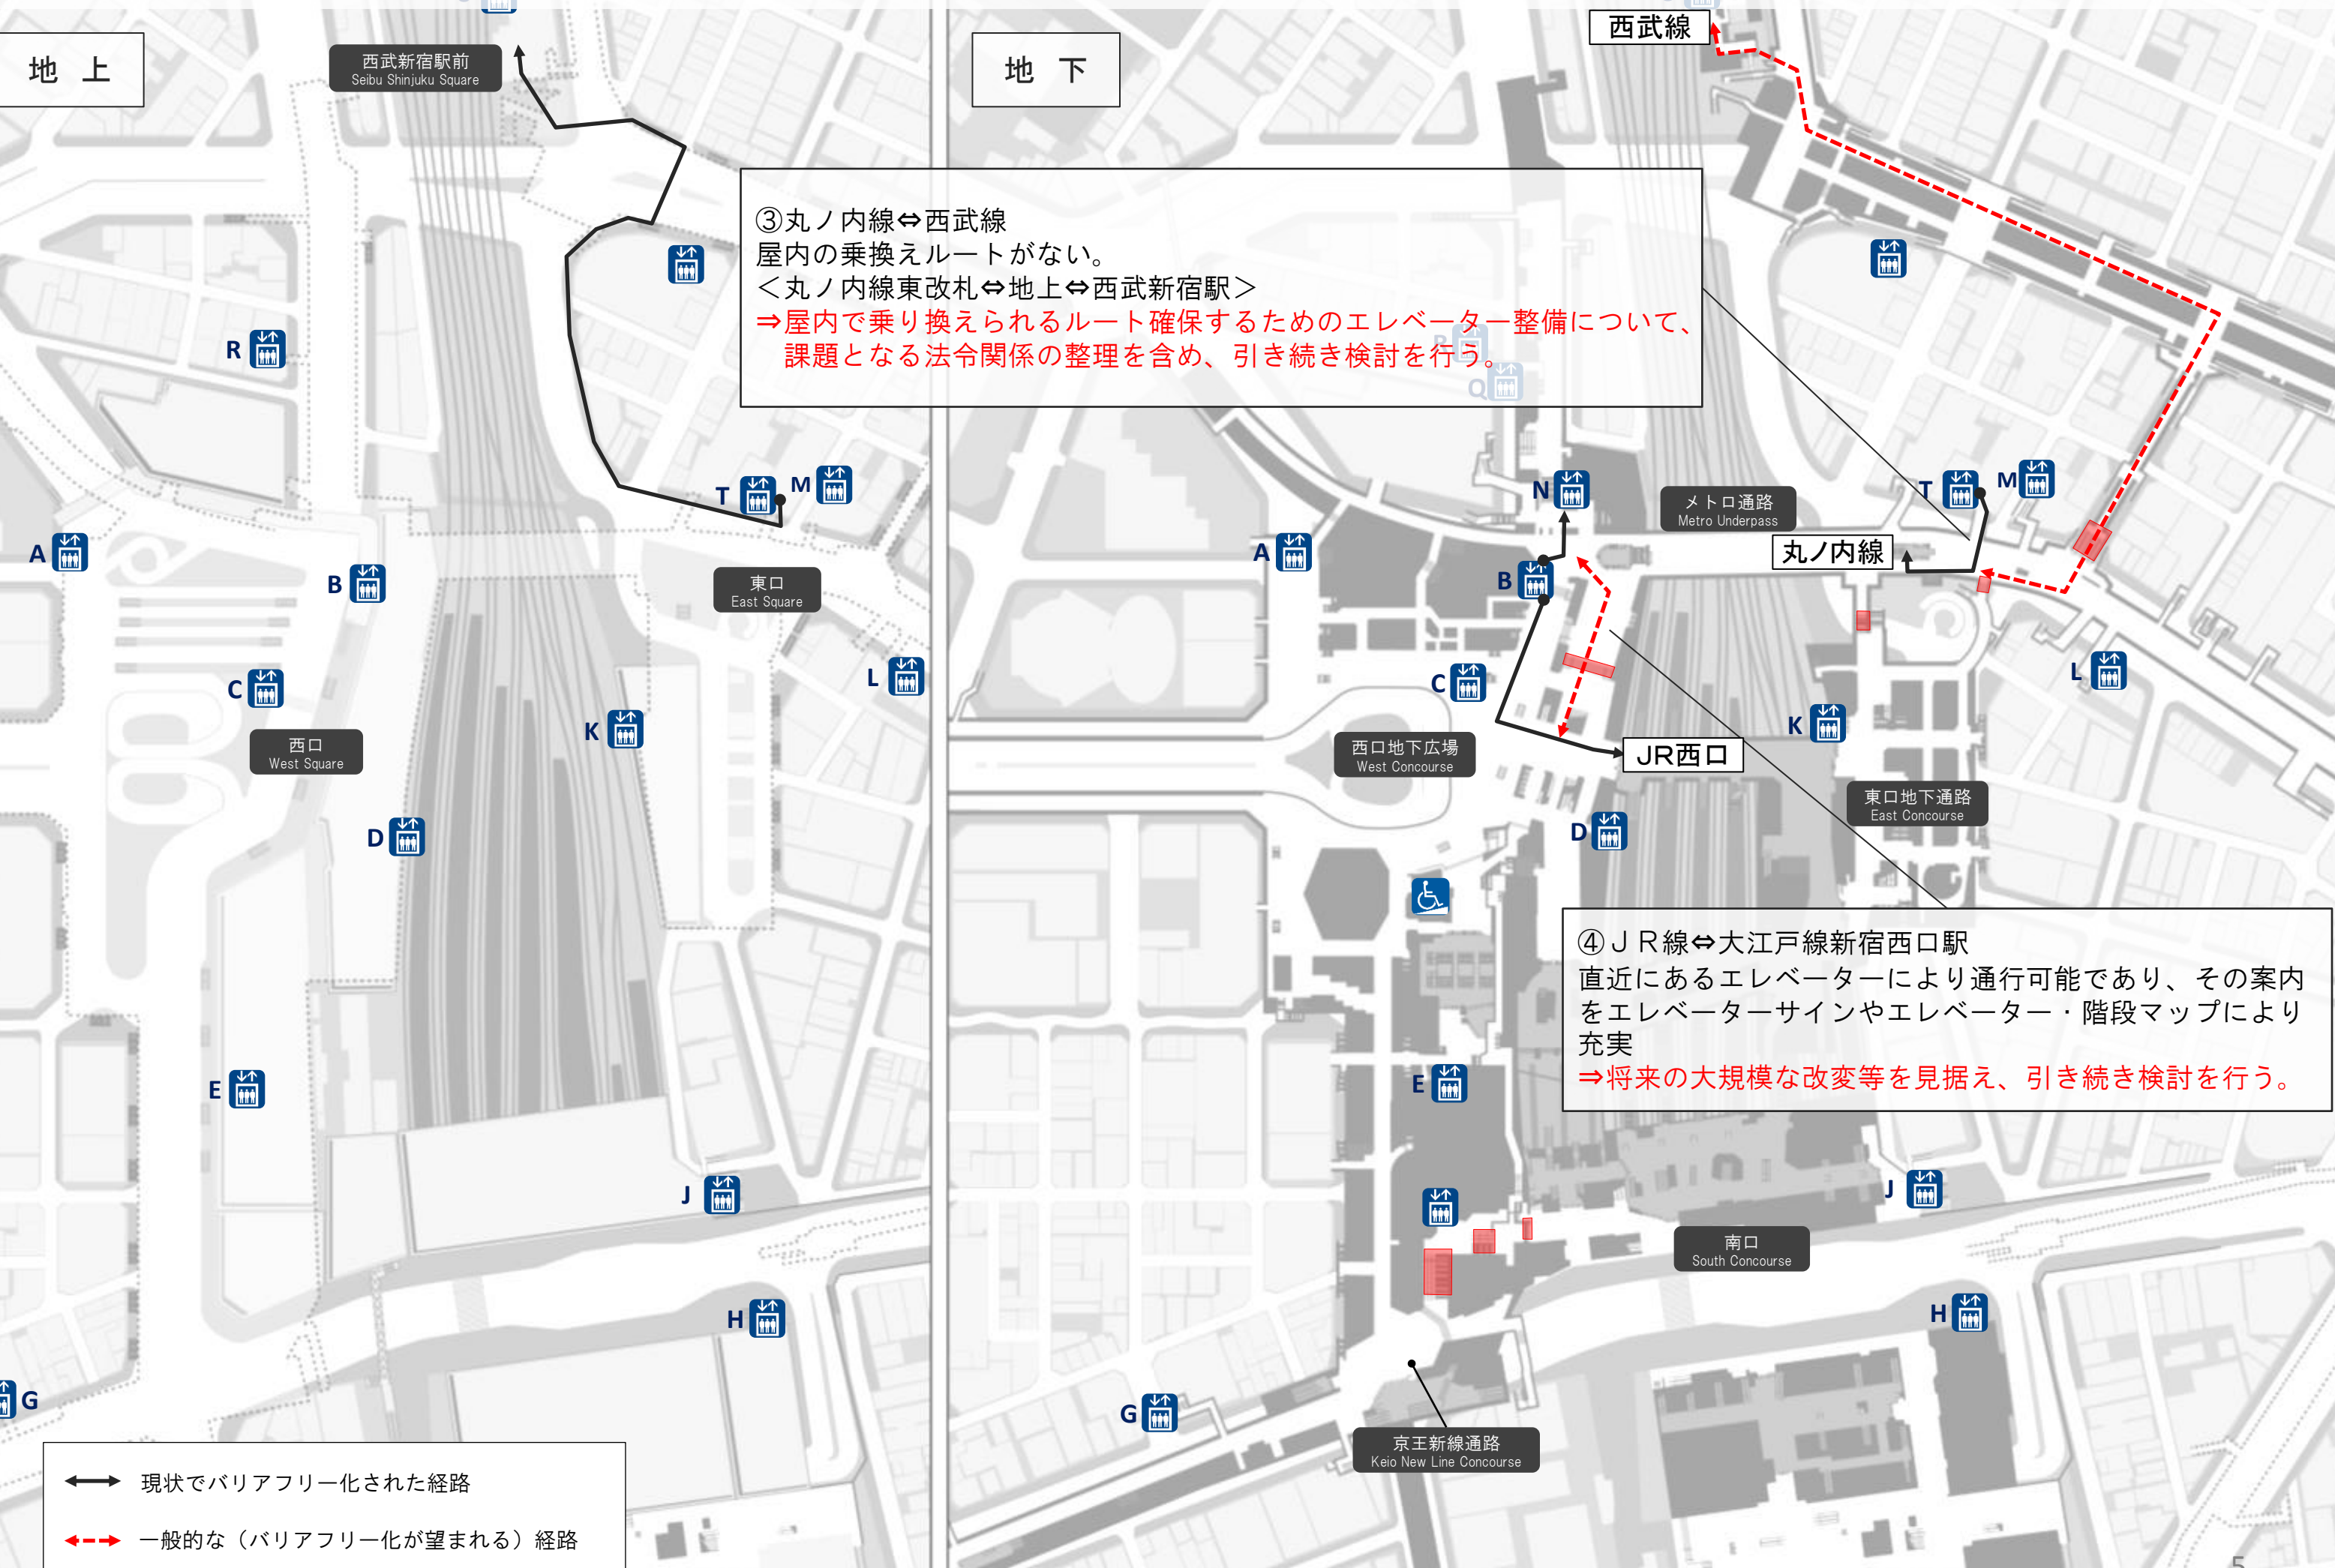 地 上
西武新宿駅前
Seibu Shinjuku Square
R
T
M
A
B
東口
East Square
C
L
K
西口
West Square
D
E
J
H
G
現状でバリアフリー化された経路
一般的な（バリアフリー化が望まれる）経路
地 下
西武線
③丸ノ内線⇔西武線
屋内の乗換えルートがない。
＜丸ノ内線東改札⇔地上⇔西武新宿駅＞
⇒屋内で乗り換えられるルート確保するためのエレベーター整備について、
課題となる法令関係の整理を含め、引き続き検討を行う。
R
Q
N
メトロ通路
Metro Underpass
T
M
A
丸ノ内線
B
C
L
K
西口地下広場
West Concourse
JR西口
東口地下通路
East Concourse
D
④ＪＲ線⇔大江戸線新宿西口駅
直近にあるエレベーターにより通行可能であり、その案内
をエレベーターサインやエレベーター・階段マップにより
充実
⇒将来の大規模な改変等を見据え、引き続き検討を行う。
E
J
南口
South Concourse
H
G
京王新線通路
Keio New Line Concourse
5